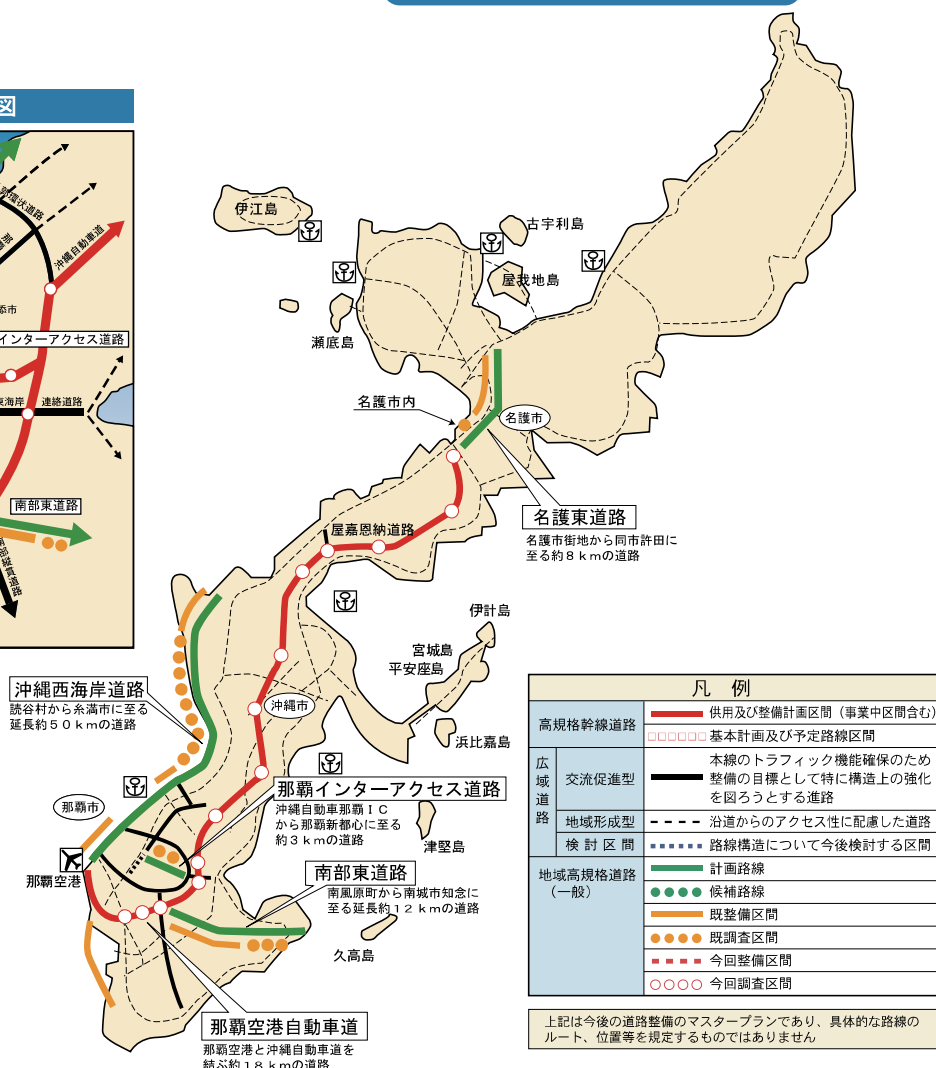 図
環状道路
沖縄自動車道
添市
インターアクセス道路
東海岸 連絡道路
南部東道路
縦貫道路
伊江島
古宇利島
屋我地島
瀬底島
名護市内
名護市
名護東道路
名護市街地から同市許田に
至る約8kmの道路
屋嘉恩納道路
伊計島
宮城島
平安座島
浜比嘉島
沖縄西海岸道路
読谷村から糸満市に至る
延長約50kmの道路
沖縄市
那覇市
那覇インターアクセス道路
沖縄自動車那覇IC
から那覇新都心に至る
約3kmの道路
津堅島
那覇空港
南部東道路
南風原町から南城市知念に
至る延長約12kmの道路
久高島
那覇空港自動車道
那覇空港と沖縄自動車道を
結ぶ約18kmの道路
凡例
高規格幹線道路
供用及び整備計画区間(事業中区間含む)
基本計画及び予定路線区間
広域道路
交流促進型
本線のトラフィック機能確保のため
整備の目標として特に構造上の強化
を図ろうとする進路
地域形成型
沿道からのアクセス性に配慮した道路
検討区間
路線構造について今後検討する区間
地域高規格道路
(一般)
計画路線
候補路線
既整備区間
既調査区間
今回整備区間
今回調査区間
上記は今後の道路整備のマスタープランであり、具体的な路線の
ルート、位置等を規定するものではありません